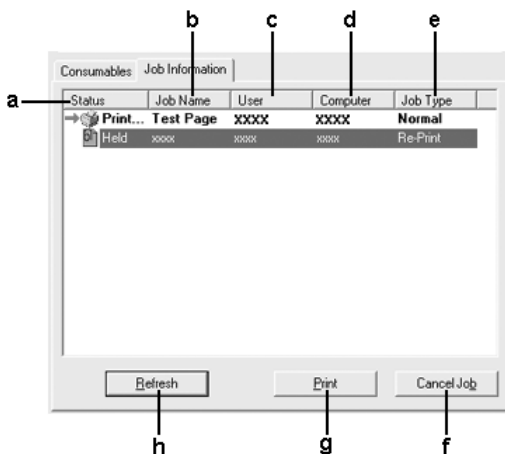 b c d e
Consumables Job Information
a Status Job Name User Computer Job Type
Print... Test Page xxxx xxxx Normal
Held xxxx xxxx xxxx Re-Print
Refresh Print Cancel Job
h g f